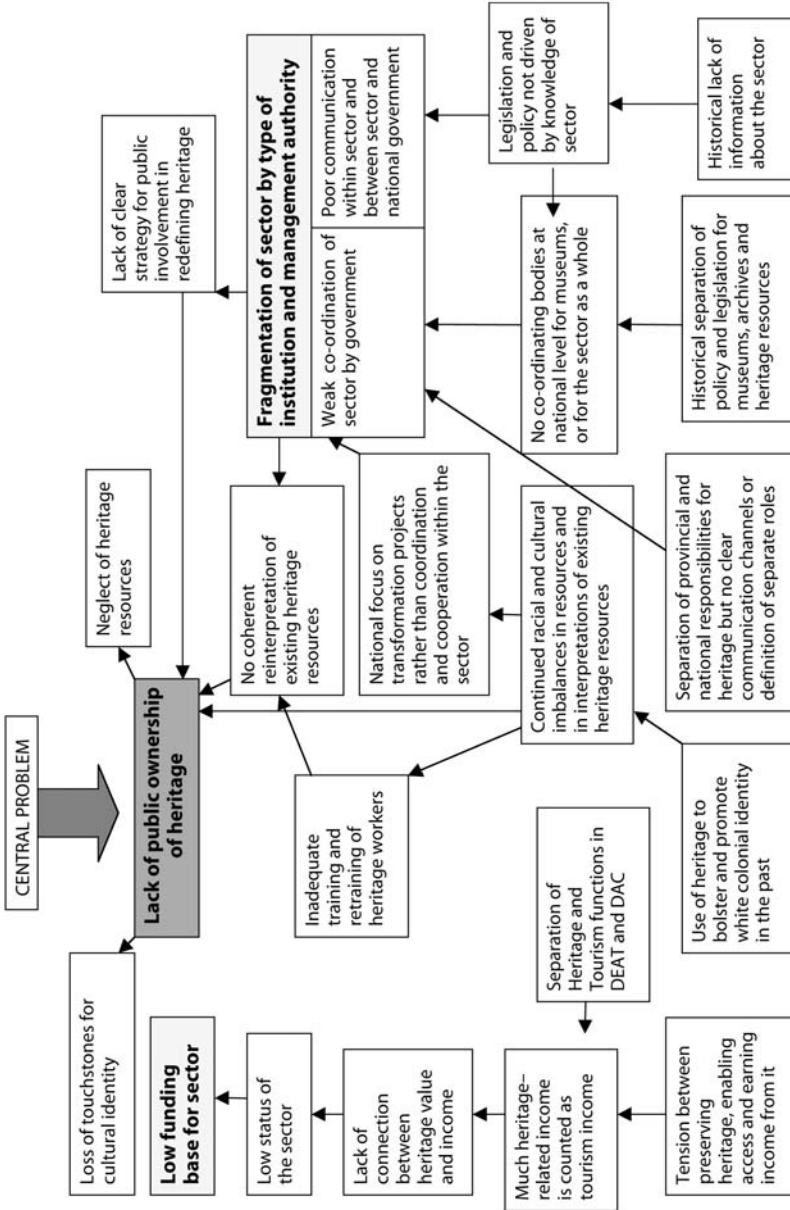 CENTRAL PROBLEM
Loss of touchstones for
cultural identity
Lack of public ownership
of heritage
Neglect of heritage
resources
Lack of clear
strategy for public
involvement in
redefining heritage
Low funding
base for sector
Low status of
the sector
Lack of
connection
between
heritage value
and income
Much heritage–
related income
is counted as
tourism income
Tension between
preserving
heritage, enabling
access and earning
income from it
Separation of
Heritage and
Tourism functions in
DEAT and DAC
Inadequate
training and
retraining of
heritage workers
Use of heritage to
bolster and promote
white colonial identity
in the past
No coherent
reinterpretation of
existing heritage
resources
National focus on
transformation projects
rather than coordination
and cooperation within the
sector
Continued racial and cultural
imbalances in resources and
in interpretations of existing
heritage resources
Separation of provincial and
national responsibilities for
heritage but no clear
communication channels or
definition of separate roles
Fragmentation of sector by type of
institution and management authority
Weak co-ordination of
sector by government
Poor communication
within sector and
between sector and
national government
No co-ordinating bodies at
national level for museums,
or for the sector as a whole
Legislation and
policy not driven
by knowledge of
sector
Historical separation of
policy and legislation for
museums, archives and
heritage resources
Historical lack of
information
about the sector